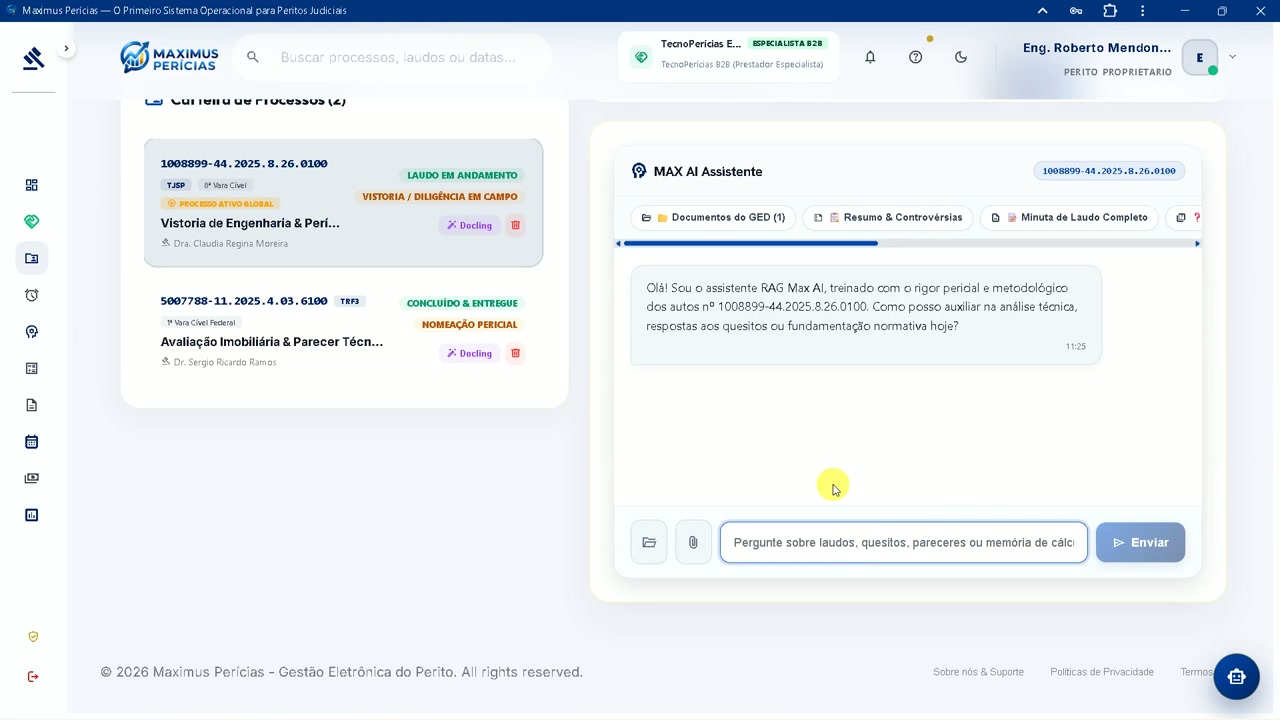 Maximus Perícias — O Primeiro Sistema Operacional para Peritos Judiciais
MAXIMUS PERÍCIAS
Buscar processos, laudos ou datas...
TecnoPerícias E... ESPECIALISTA B2B
TecnoPerícias B2B (Prestador Especialista)
Eng. Roberto Mendon...
PERITO PROPRIETARIO
E
Carteira de Processos (2)
1008899-44.2025.8.26.0100
LAUDO EM ANDAMENTO
TJSP 8ª Vara Cível
VISTORIA / DILIGÊNCIA EM CAMPO
PROCESSO ATIVO GLOBAL
Vistoria de Engenharia & Perí...
Docling
Dra. Claudia Regina Moreira
5007788-11.2025.4.03.6100 TRF3
CONCLUÍDO & ENTREGUE
1ª Vara Cível Federal
NOMEAÇÃO PERICIAL
Avaliação Imobiliária & Parecer Técn...
Docling
Dr. Sergio Ricardo Ramos
MAX AI Assistente
1008899-44.2025.8.26.0100
Documentos do GED (1)
Resumo & Controvérsias
Minuta de Laudo Completo
Olá! Sou o assistente RAG Max AI, treinado com o rigor pericial e metodológico
dos autos nº 1008899-44.2025.8.26.0100. Como posso auxiliar na análise técnica,
respostas aos quesitos ou fundamentação normativa hoje?
11:25
Pergunte sobre laudos, quesitos, pareceres ou memória de cálcu
Enviar
© 2026 Maximus Perícias - Gestão Eletrônica do Perito. All rights reserved.
Sobre nós & Suporte
Políticas de Privacidade
Termos